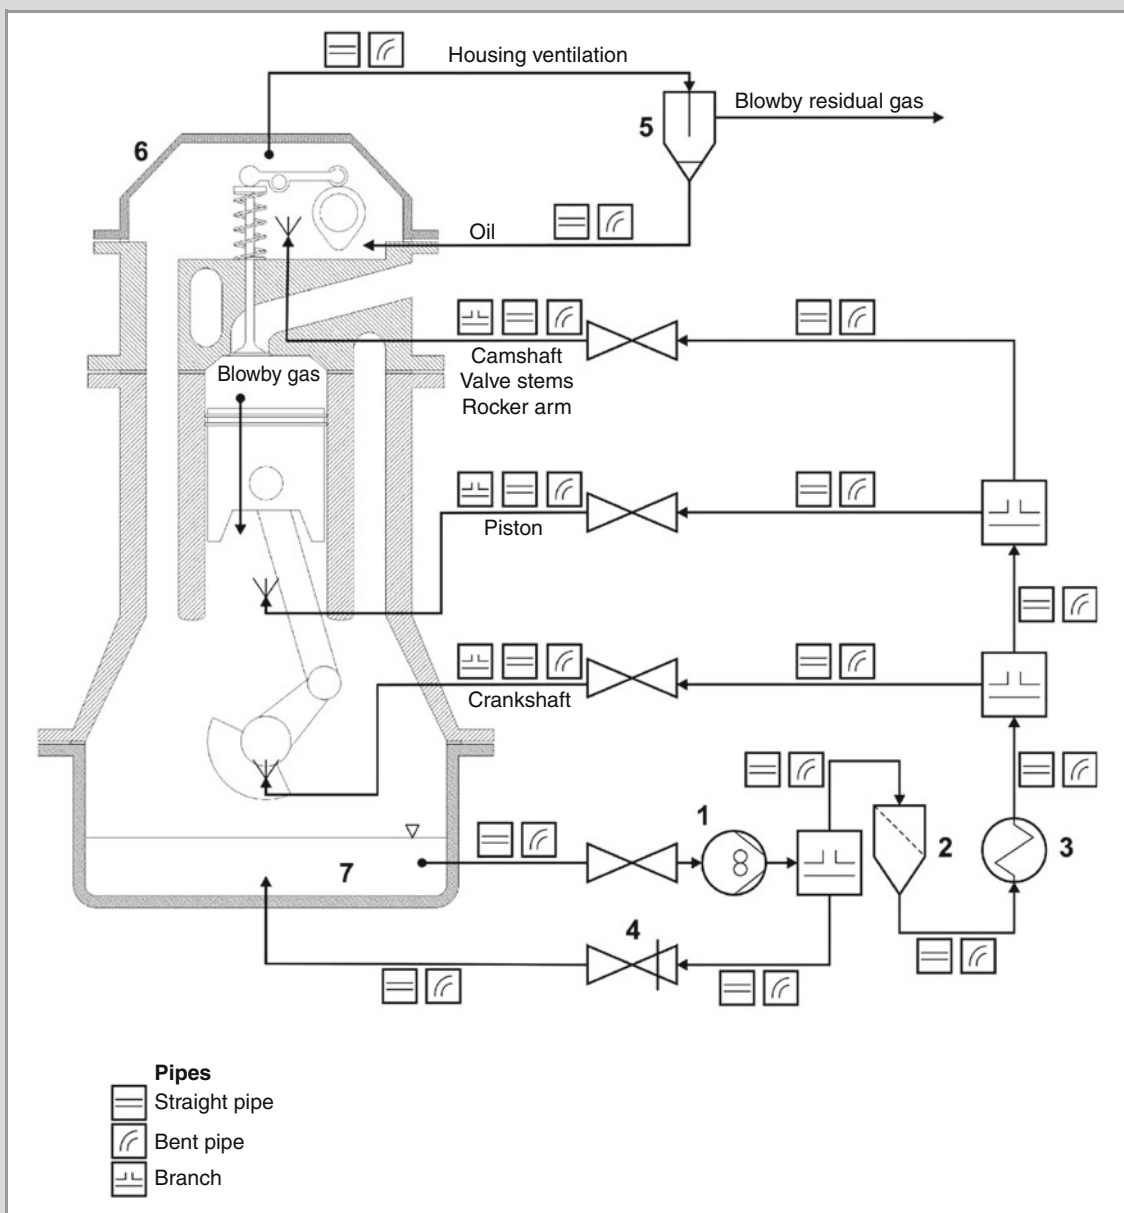 Housing ventilation
Blowby residual gas
5
6
Oil
Camshaft
Valve stems
Rocker arm
Blowby gas
Piston
Crankshaft
1
2
3
7
4
Pipes
Straight pipe
Bent pipe
Branch